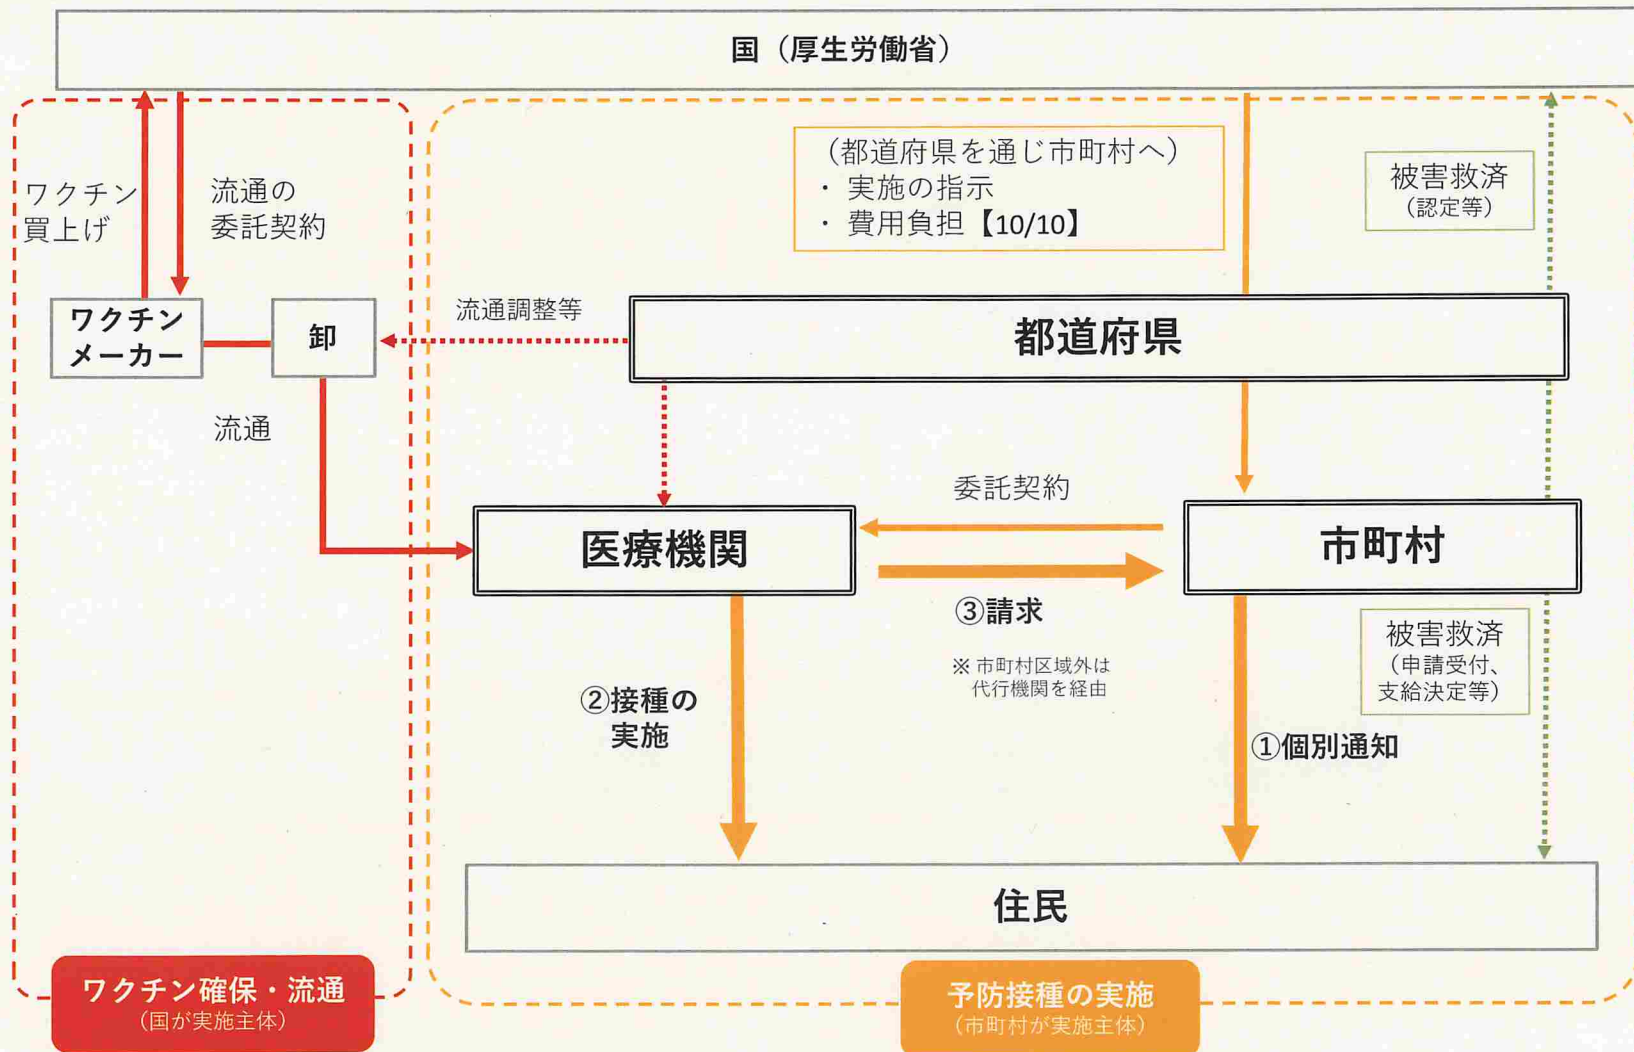 国（厚生労働省）
ワクチン
買上げ
流通の
委託契約
（都道府県を通じ市町村へ）
・ 実施の指示
・ 費用負担【10/10】
被害救済
（認定等）
ワクチン
メーカー
卸
流通調整等
都道府県
流通
委託契約
医療機関
市町村
③請求
※ 市町村区域外は
代行機関を経由
被害救済
（申請受付、
支給決定等）
②接種の
実施
①個別通知
住民
ワクチン確保・流通
（国が実施主体）
予防接種の実施
（市町村が実施主体）